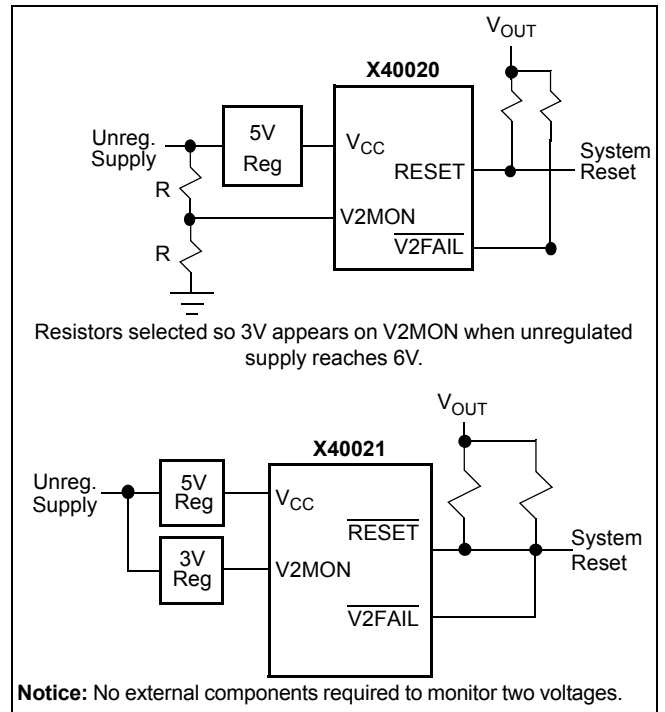 VOUT
X40020
Unreg.
Supply
5V
Reg
VCC
RESET
System
Reset
R
V2MON
R
V2FAIL
Resistors selected so 3V appears on V2MON when unregulated
supply reaches 6V.
VOUT
X40021
Unreg.
Supply
5V
Reg
VCC
RESET
System
Reset
3V
Reg
V2MON
V2FAIL
Notice: No external components required to monitor two voltages.